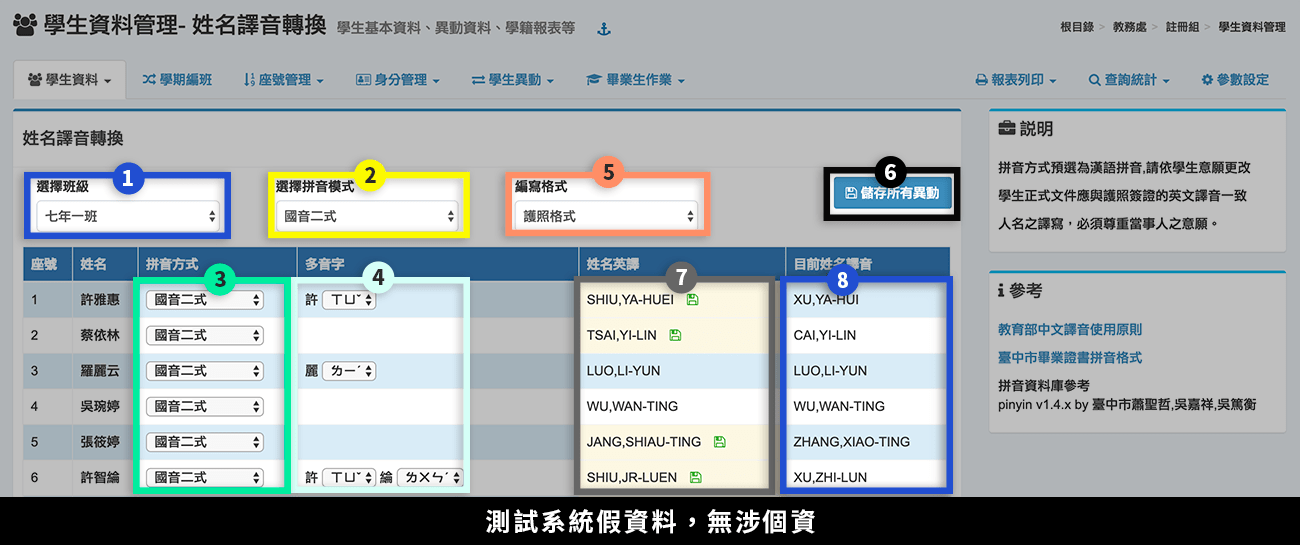 學生資料管理- 姓名譯音轉換 學生基本資料、異動資料、學籍報表等
根目錄 > 教務處 > 註冊組 > 學生資料管理
學生資料 學期編班 座號管理 身分管理 學生異動 畢業生作業 報表列印 查詢統計 參數設定
姓名譯音轉換
1 2 5 6
選擇班級 選擇拼音模式 編寫格式
七年一班 國音二式 護照格式 儲存所有異動
座號 姓名 拼音方式 多音字 姓名英譯 目前姓名譯音
3 4 7 8
1 許雅惠 國音二式 許 ㄒㄩˇ SHIU,YA-HUEI XU,YA-HUI
2 蔡依林 國音二式 TSAI,YI-LIN CAI,YI-LIN
3 羅麗云 國音二式 麗 ㄌㄧˊ LUO,LI-YUN LUO,LI-YUN
4 吳琬婷 國音二式 WU,WAN-TING WU,WAN-TING
5 張筱婷 國音二式 JANG,SHIAU-TING ZHANG,XIAO-TING
6 許智綸 國音二式 許 ㄒㄩˇ 綸 ㄌㄨㄣˊ SHIU,JR-LUEN XU,ZHI-LUN
説明
拼音方式預選為漢語拼音,請依學生意願更改
學生正式文件應與護照簽證的英文譯音一致
人名之譯寫，必須尊重當事人之意願。
參考
教育部中文譯音使用原則
臺中市畢業證書拼音格式
拼音資料庫參考
pinyin v1.4.x by 臺中市蕭聖哲,吳嘉祥,吳篤衡
測試系統假資料，無涉個資